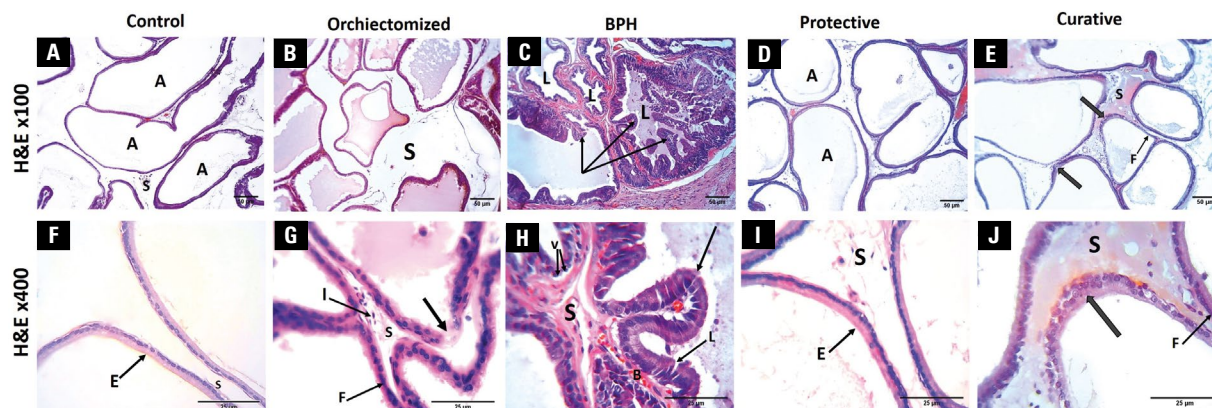 Control
Orchiectomized
BPH
Protective
Curative
H&E x100
A
A
A
A
S
50 µm
B
S
50 µm
C
L
L
L
50 µm
D
A
A
50 µm
E
S
F
50 µm
H&E x400
F
E
S
25 µm
G
I
S
F
25 µm
H
V
S
L
B
25 µm
I
S
E
25 µm
J
S
F
25 µm